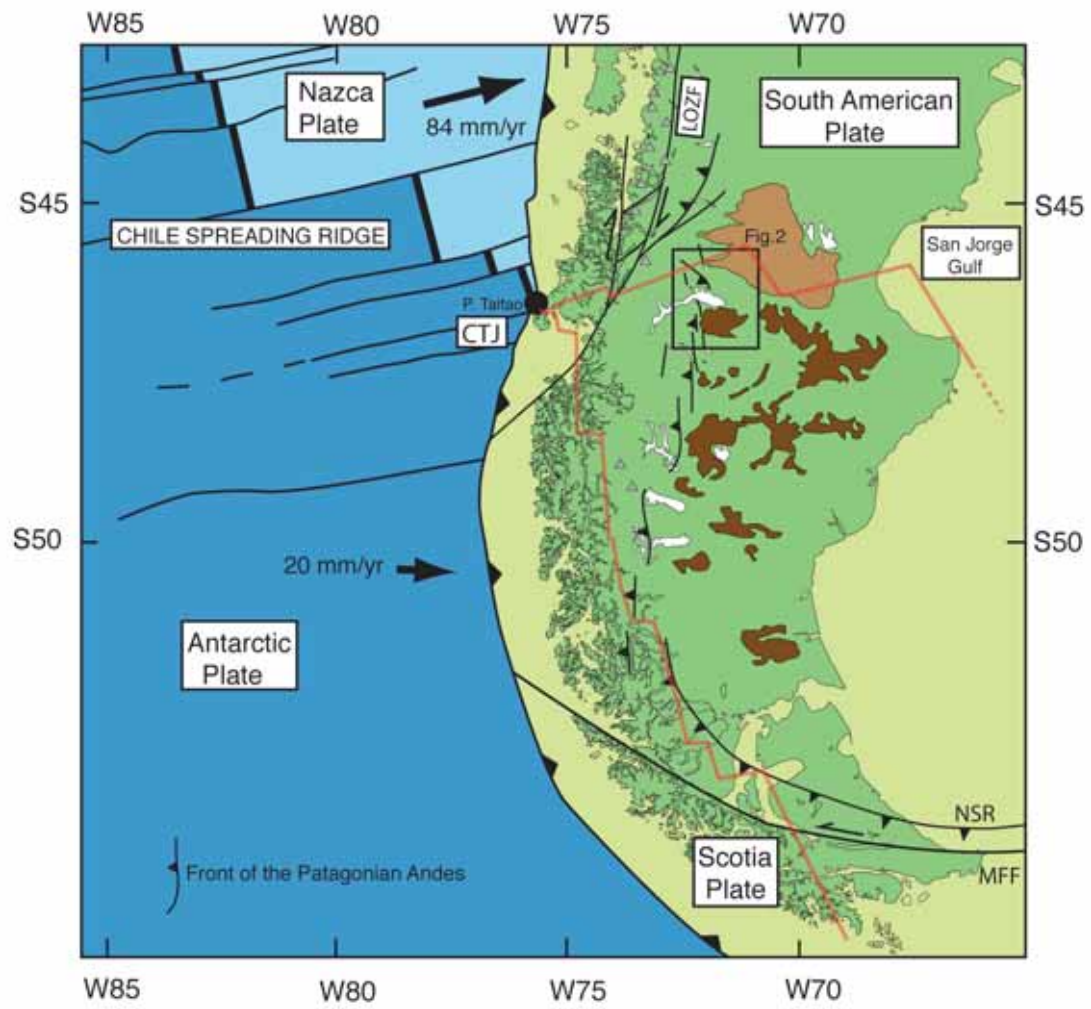 W85 W80 W75 W70
Nazca
Plate
84 mm/yr
LOZF
South American
Plate
S45
S45
CHILE SPREADING RIDGE
Fig.2
San Jorge
Gulf
P. Taitao
CTJ
S50
S50
20 mm/yr
Antarctic
Plate
NSR
Scotia
Plate
MFF
Front of the Patagonian Andes
W85 W80 W75 W70